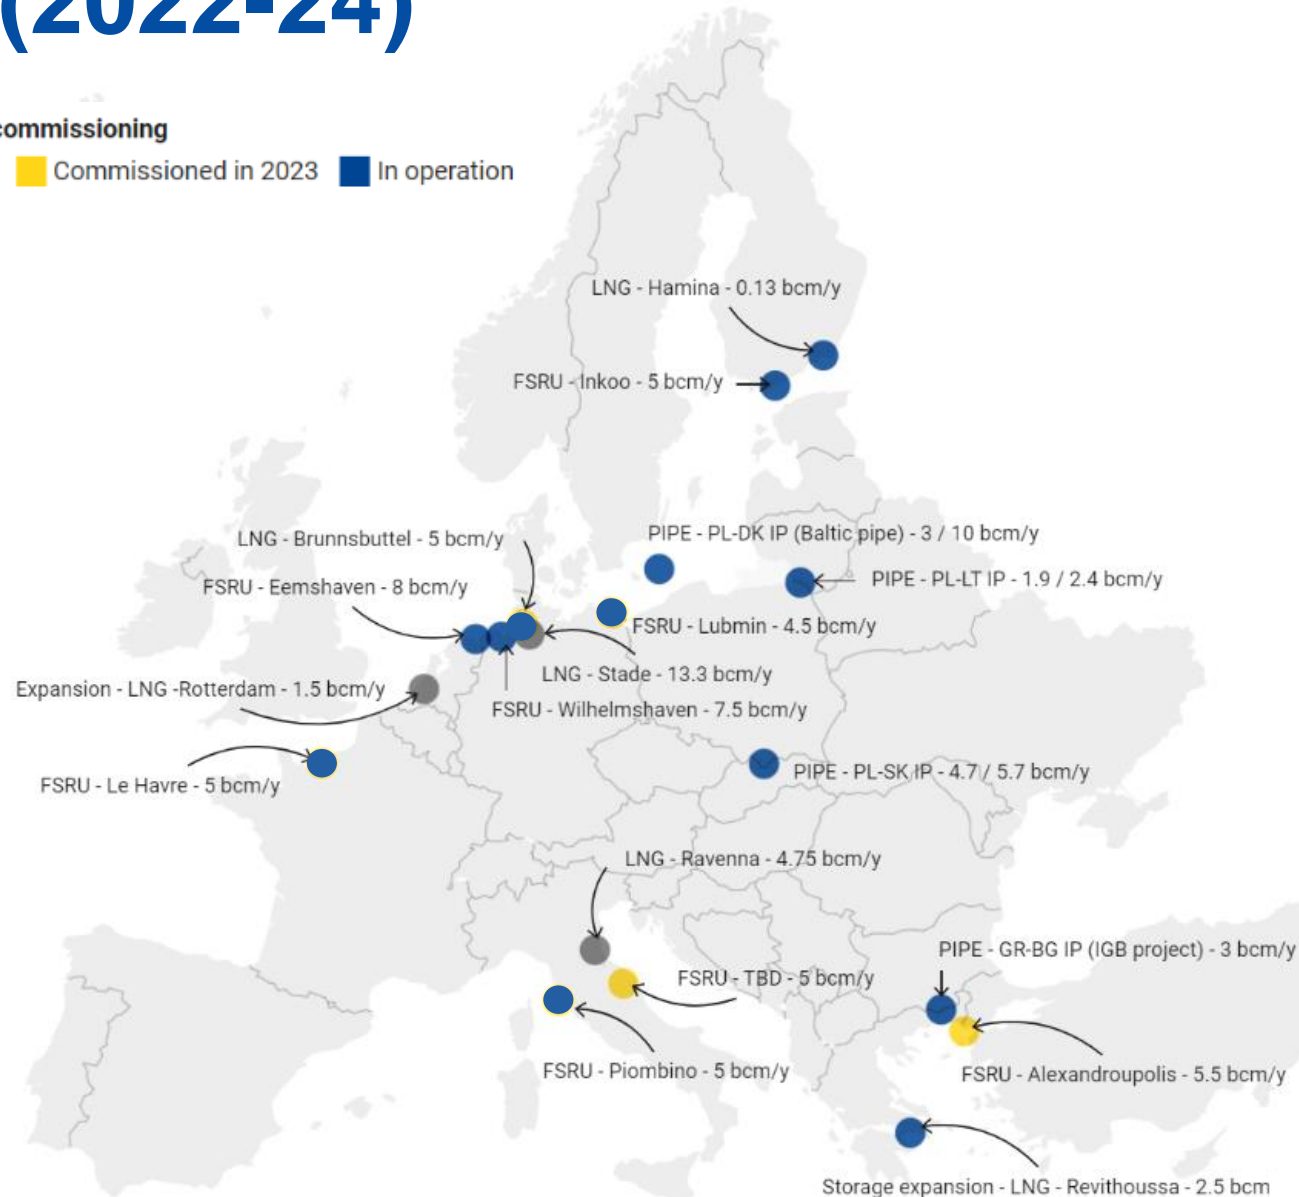 (2022-24)
commissioning
Commissioned in 2023 In operation
LNG - Hamina - 0.13 bcm/y
FSRU - Inkoo - 5 bcm/y
PIPE - PL-DK IP (Baltic pipe) - 3 / 10 bcm/y
LNG - Brunnsbuttel - 5 bcm/y
PIPE - PL-LT IP - 1.9 / 2.4 bcm/y
FSRU - Eemshaven - 8 bcm/y
FSRU - Lubmin - 4.5 bcm/y
LNG - Stade - 13.3 bcm/y
Expansion - LNG -Rotterdam - 1.5 bcm/y
FSRU - Wilhelmshaven - 7.5 bcm/y
PIPE - PL-SK IP - 4.7 / 5.7 bcm/y
FSRU - Le Havre - 5 bcm/y
LNG - Ravenna - 4.75 bcm/y
PIPE - GR-BG IP (IGB project) - 3 bcm/y
FSRU - TBD - 5 bcm/y
FSRU - Piombino - 5 bcm/y
FSRU - Alexandroupolis - 5.5 bcm/y
Storage expansion - LNG - Revithoussa - 2.5 bcm